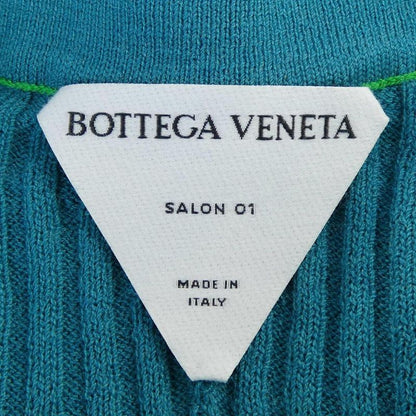 BOTTEGA VENETA
SALON 01
MADE IN
ITALY